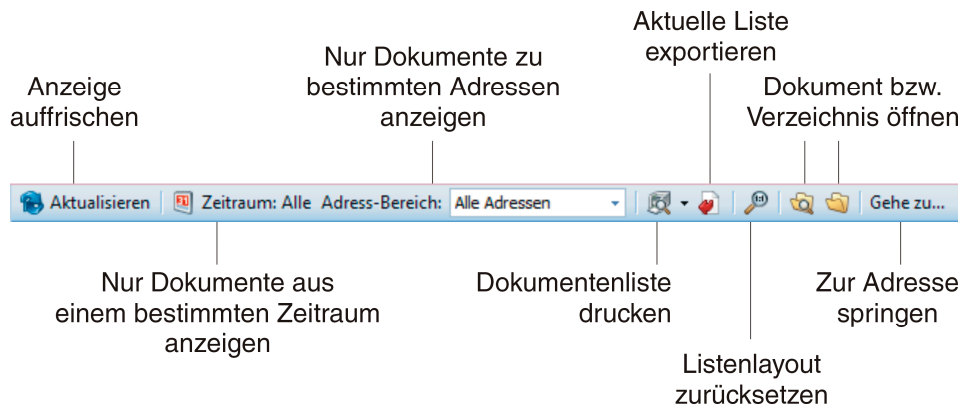 Aktuelle Liste
exportieren
Nur Dokumente zu
bestimmten Adressen
anzeigen
Anzeige
auffrischen
Dokument bzw.
Verzeichnis öffnen
Aktualisieren Zeitraum: Alle Adress-Bereich: Alle Adressen Gehe zu...
Nur Dokumente aus
einem bestimmten Zeitraum
anzeigen
Dokumentenliste
drucken
Zur Adresse
springen
Listenlayout
zurücksetzen